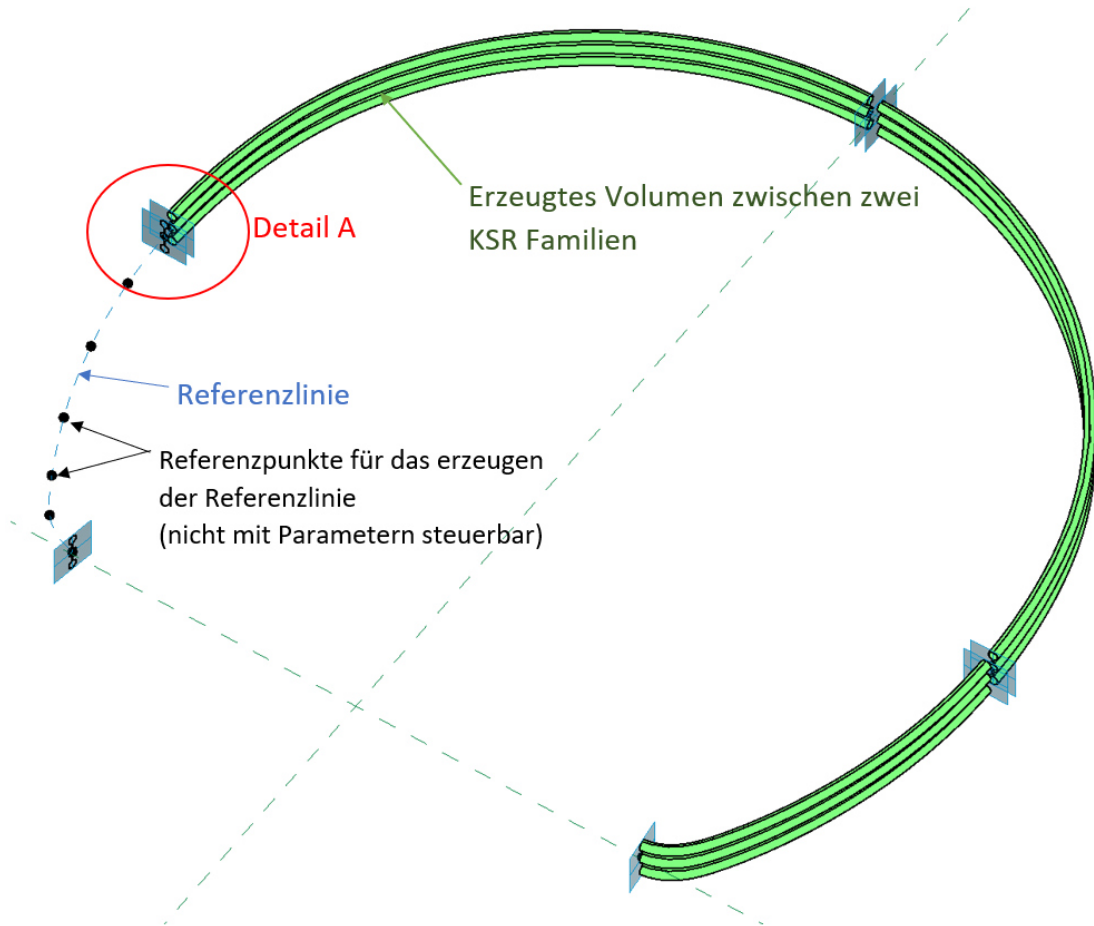 Erzeugtes Volumen zwischen zwei
KSR Familien
Detail A
Referenzlinie
Referenzpunkte für das erzeugen
der Referenzlinie
(nicht mit Parametern steuerbar)